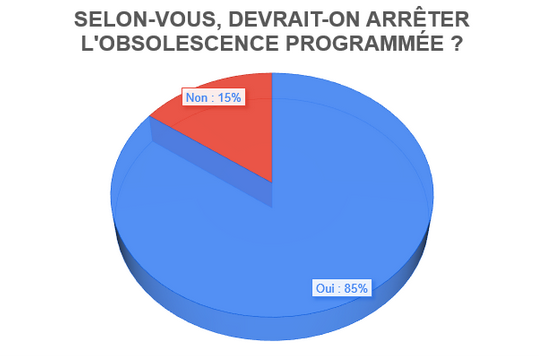 SELON-VOUS, DEVRAIT-ON ARRÊTER
L'OBSOLESCENCE PROGRAMMÉE ?
Non : 15%
Oui : 85%